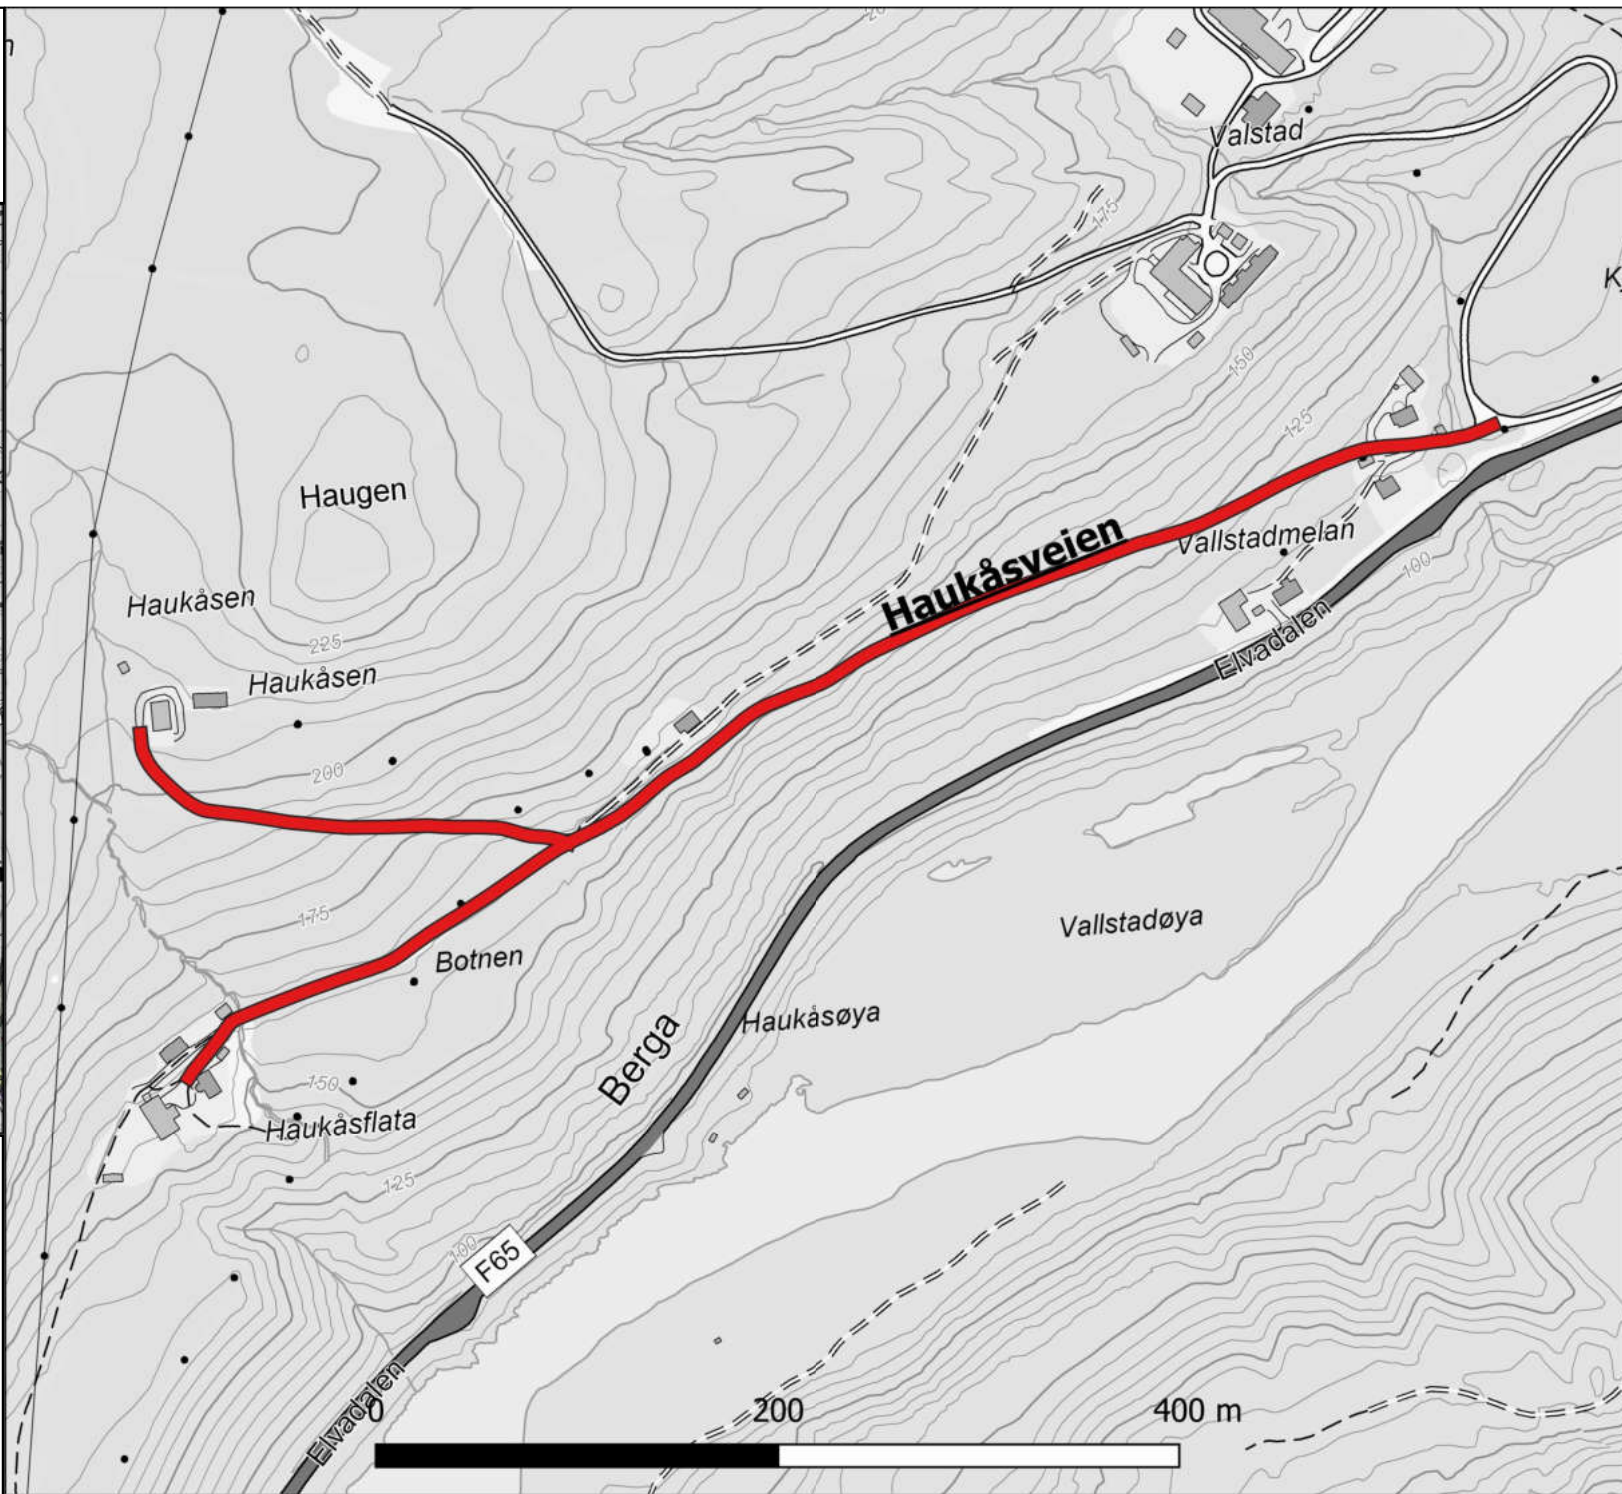 Valstad
175
150
125
Haugen
Haukåsveien
Vallstadmelan
100
Haukåsen
225
Haukåsen
Elvadalen
200
175
Vallstadøya
Botnen
Haukåsøya
Berga
150
Haukåsflata
125
100
F65
Elvadalen
0 200 400 m